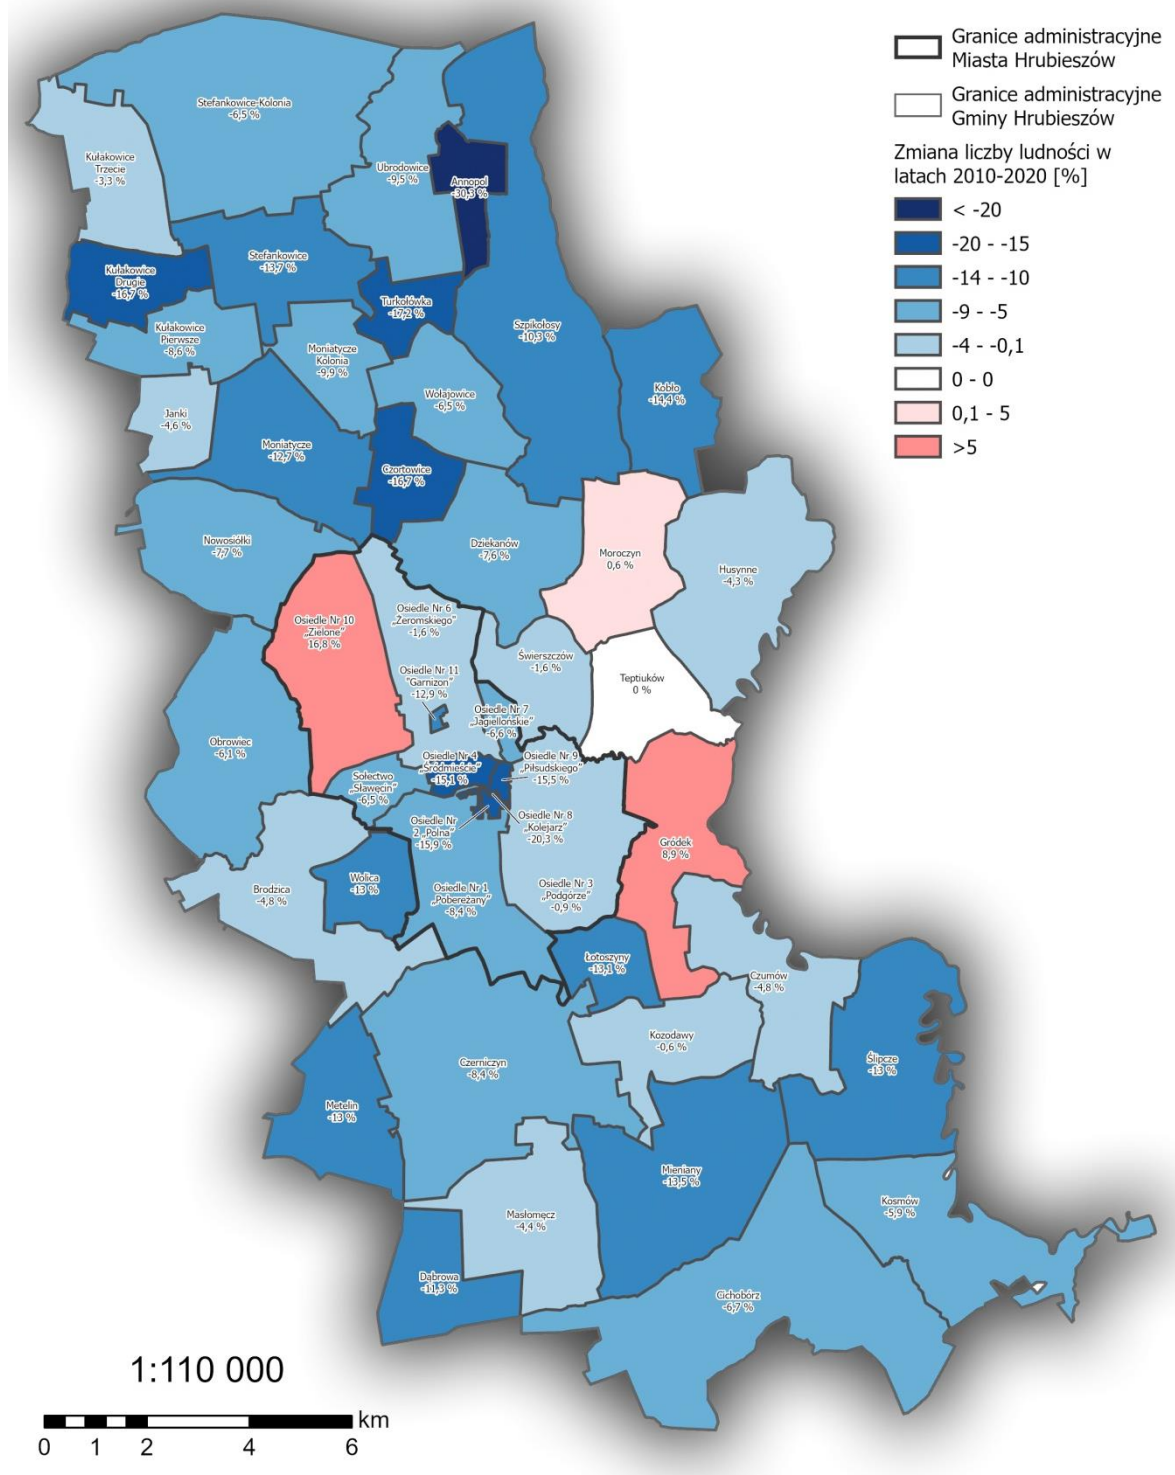 Granice administracyjne
Miasta Hrubieszów
Granice administracyjne
Gminy Hrubieszów
Zmiana liczby ludności w
latach 2010-2020 [%]
< -20
-20 - -15
-14 - -10
-9 - -5
-4 - -0,1
0 - 0
0,1 - 5
>5
Stefankowice-Kolonia
-6,5 %
Kułakowice
Trzecie
-3,3 %
Ubrodowice
-9,5 %
Annopol
-30,3 %
Stefankowice
-13,7 %
Kułakowice
Drugie
-16,7 %
Turkołówka
-17,2 %
Kułakowice
Pierwsze
-8,6 %
Moniatycze
Kolonia
-9,9 %
Szpikołosy
-10,3 %
Wołajowice
-6,5 %
Kobło
-14,4 %
Janki
-4,6 %
Moniatycze
-12,7 %
Czortowice
-16,7 %
Nowosiółki
-7,7 %
Dziekanów
-7,6 %
Moroczyn
0,6 %
Husynne
-4,3 %
Osiedle Nr 10
„Zielone”
16,8 %
Osiedle Nr 6
„Żeromskiego”
-1,6 %
Świerszczów
-1,6 %
Teptiuków
0 %
Osiedle Nr 11
"Garnizon”
-12,9 %
Osiedle Nr 7
„Jagiellońskie”
-6,6 %
Obrowiec
-6,1 %
Osiedle Nr 4
„Śródmieście”
-15,1 %
Osiedle Nr 9
„Piłsudskiego”
-15,5 %
Sołectwo
„Sławęcin”
-6,5 %
Osiedle Nr
2 „Polna”
-15,9 %
Osiedle Nr 8
„Kolejarz”
-20,3 %
Gródek
8,9 %
Wolica
-13 %
Brodzica
-4,8 %
Osiedle Nr 1
„Pobereżany”
-8,4 %
Osiedle Nr 3
„Podgórze”
-0,9 %
Łotoszyny
-13,1 %
Czumów
-4,8 %
Kozodawy
-0,6 %
Czerniczyn
-8,4 %
Ślipcze
-13 %
Metelin
-13 %
Mieniany
-13,5 %
Masłomęcz
-4,4 %
Kosmów
-5,9 %
Dąbrowa
-11,3 %
Cichobórz
-6,7 %
1:110 000
km
0 1 2 4 6